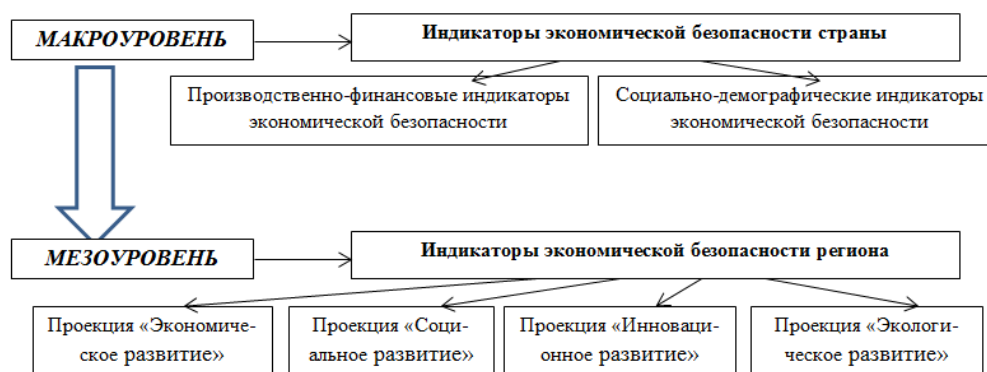 МАКРОУРОВЕНЬ
Индикаторы экономической безопасности страны
Производственно-финансовые индикаторы
экономической безопасности
Социально-демографические индикаторы
экономической безопасности
МЕЗОУРОВЕНЬ
Индикаторы экономической безопасности региона
Проекция «Экономиче-
ское развитие»
Проекция «Соци-
альное развитие»
Проекция «Инноваци-
онное развитие»
Проекция «Экологи-
ческое развитие»